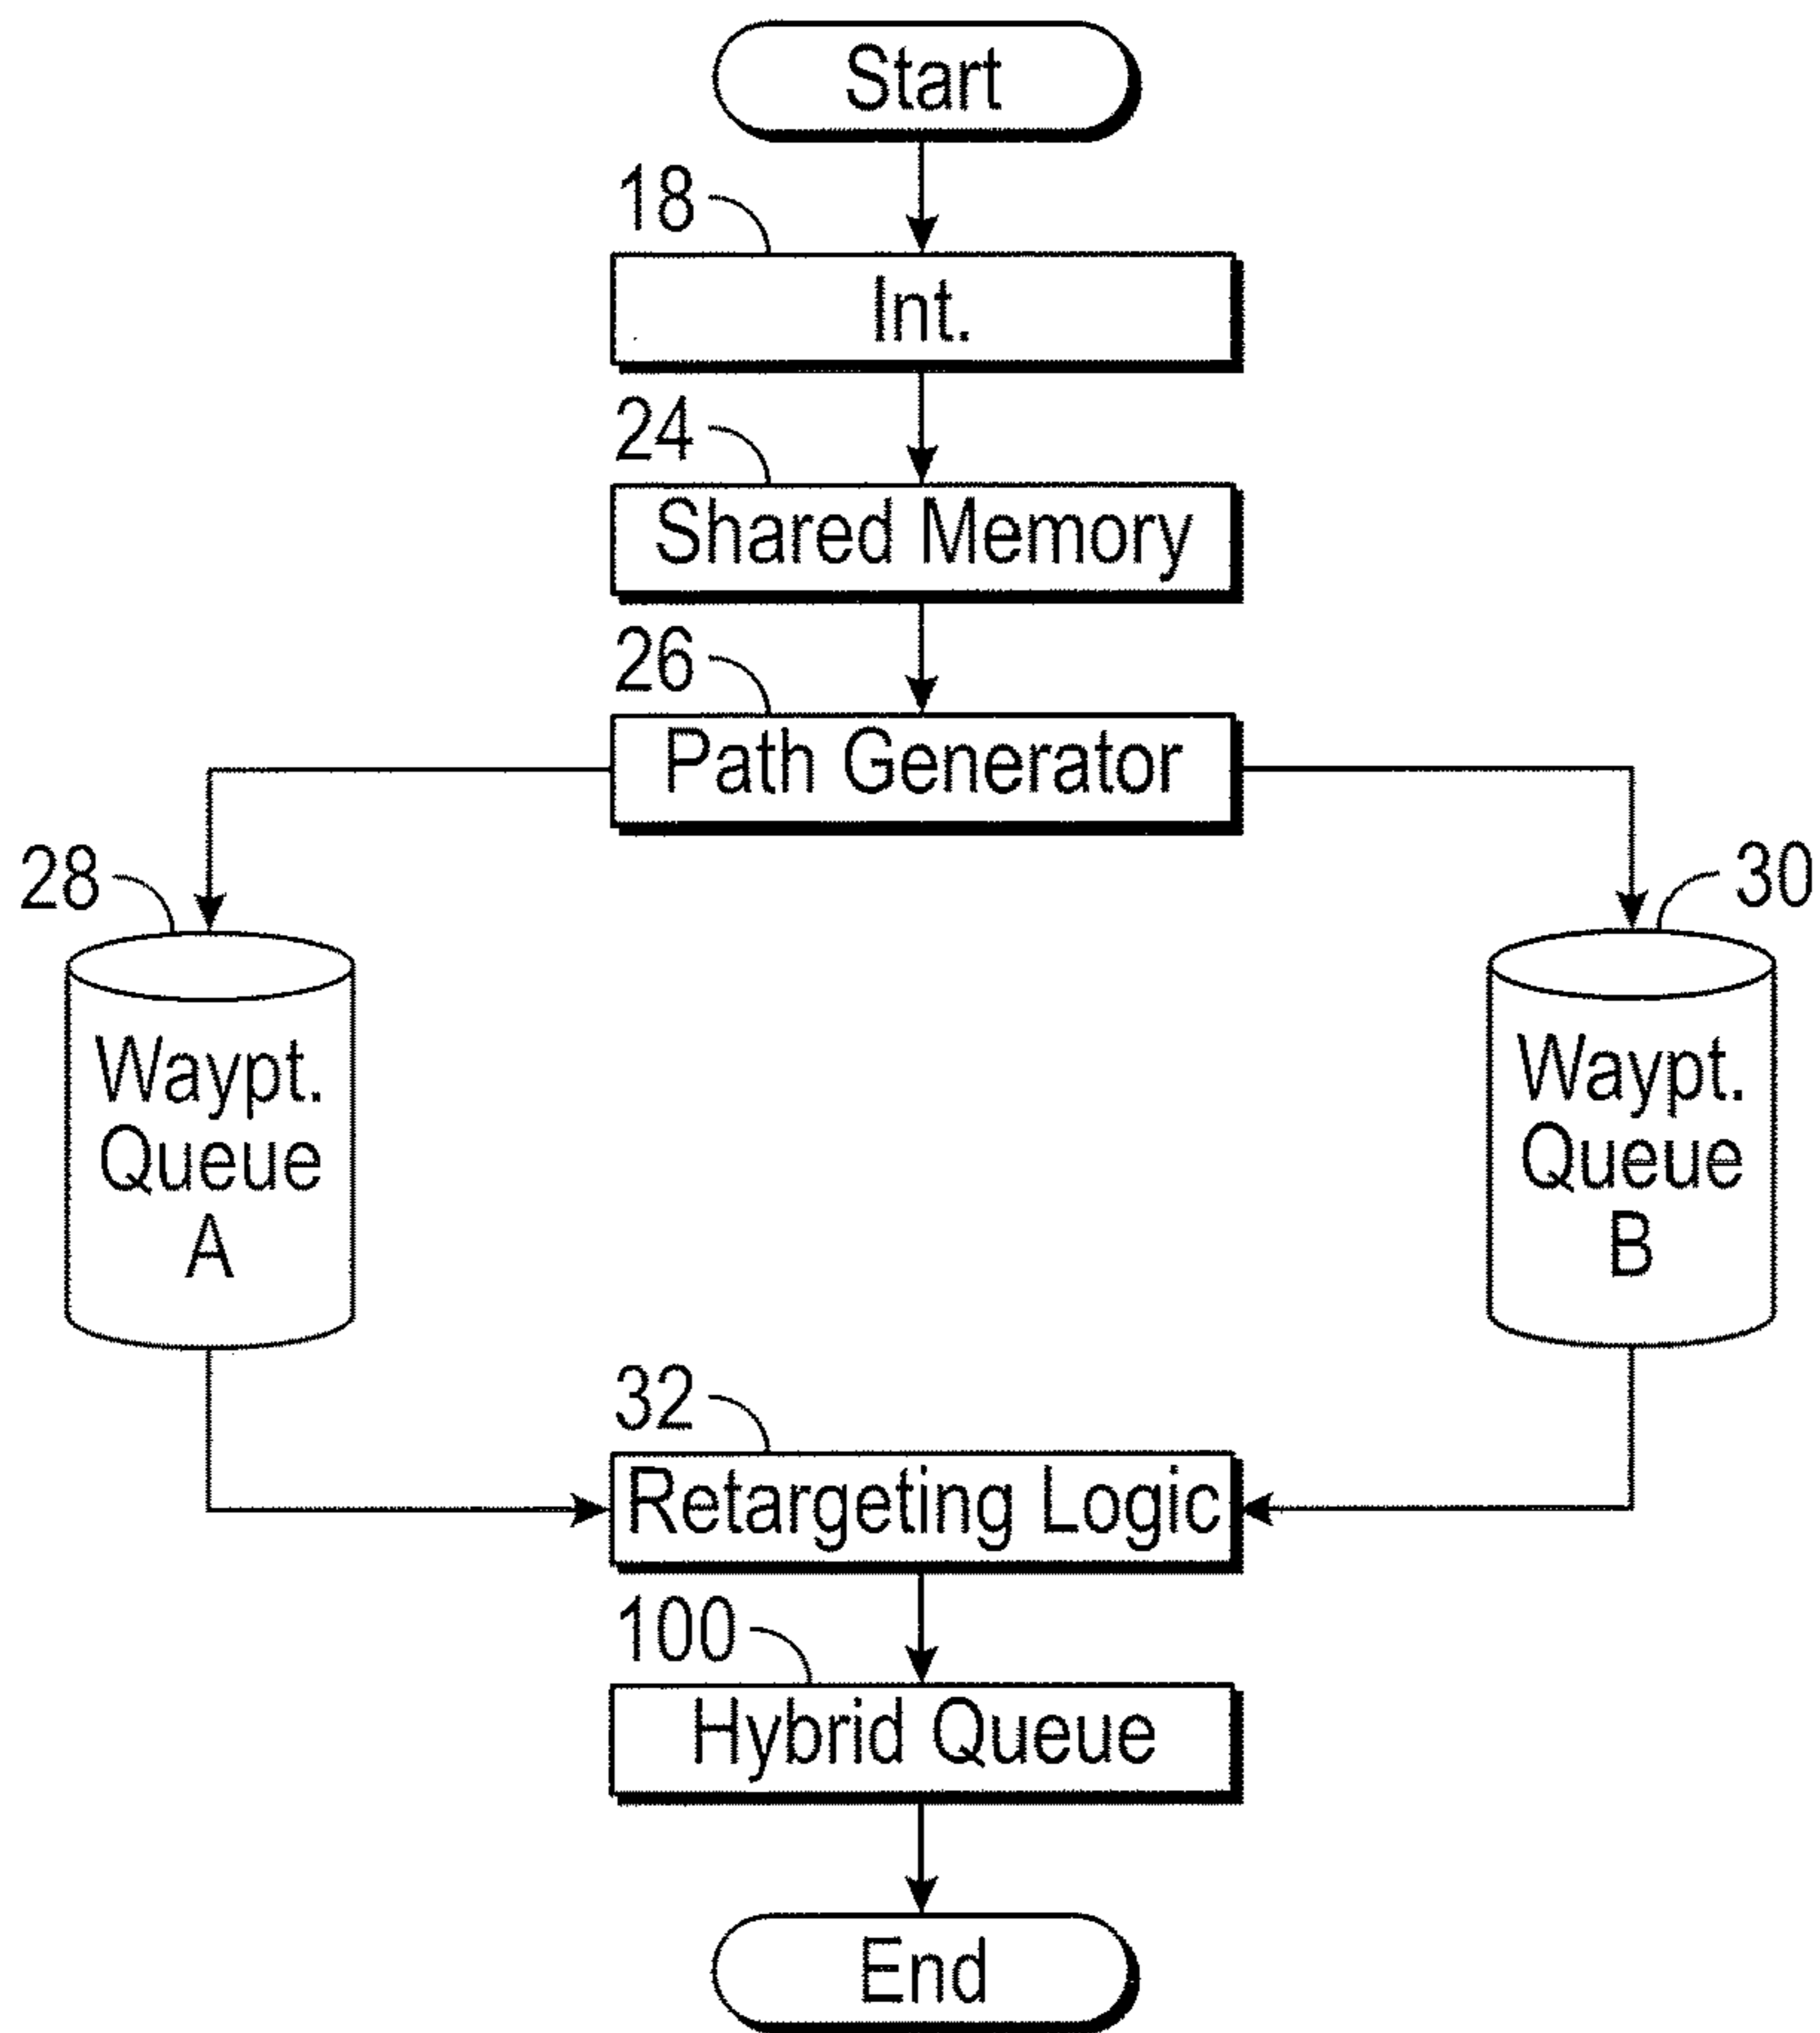 Start
18
Int.
24
Shared Memory
26
Path Generator
28
30
Waypt.
Queue
A
Waypt.
Queue
B
32
Retargeting Logic
100
Hybrid Queue
End